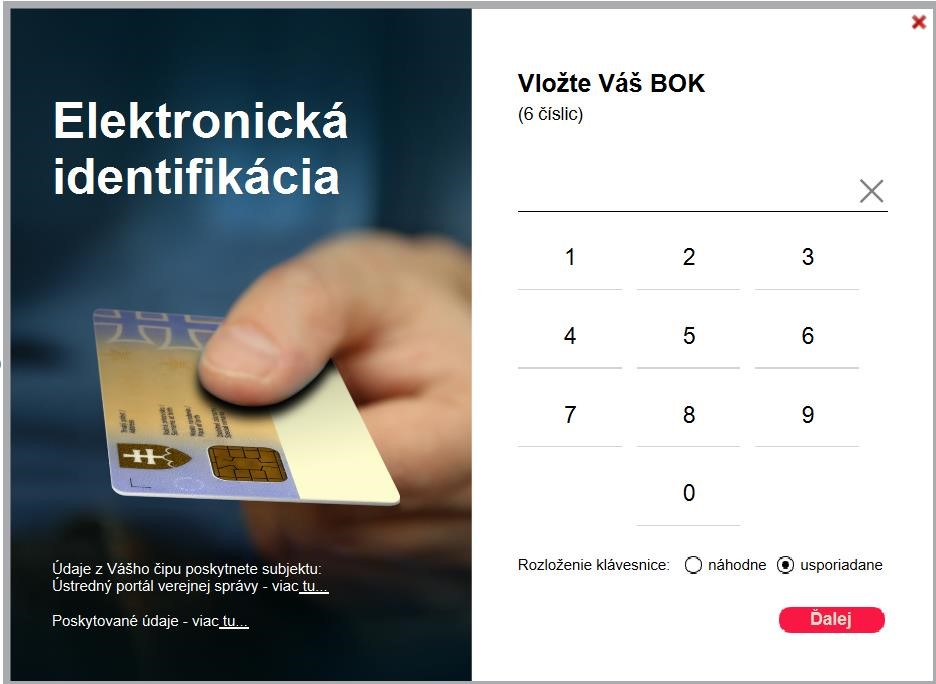 Elektronická
identifikácia
Údaje z Vášho čipu poskytnete subjektu:
Ústredný portál verejnej správy - viac tu...
Poskytované údaje - viac tu...
Vložte Váš BOK
(6 číslic)
1 2 3
4 5 6
7 8 9
0
Rozloženie klávesnice: náhodne usporiadane
Ďalej